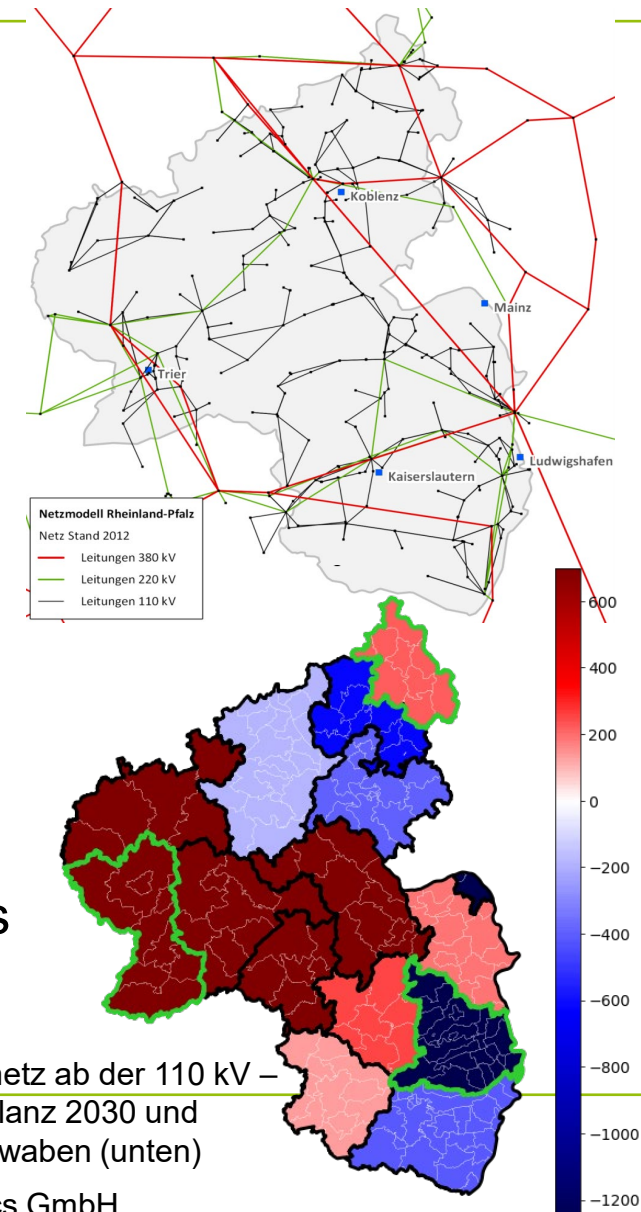 Koblenz
Mainz
Trier
Ludwigshafen
Kaiserslautern
Netzmodell Rheinland-Pfalz
Netz Stand 2012
Leitungen 380 kV
Leitungen 220 kV
Leitungen 110 kV
600
400
200
0
−200
−400
−600
−800
−1000
−1200
s
netz ab der 110 kV –
lanz 2030 und
waben (unten)
cs GmbH